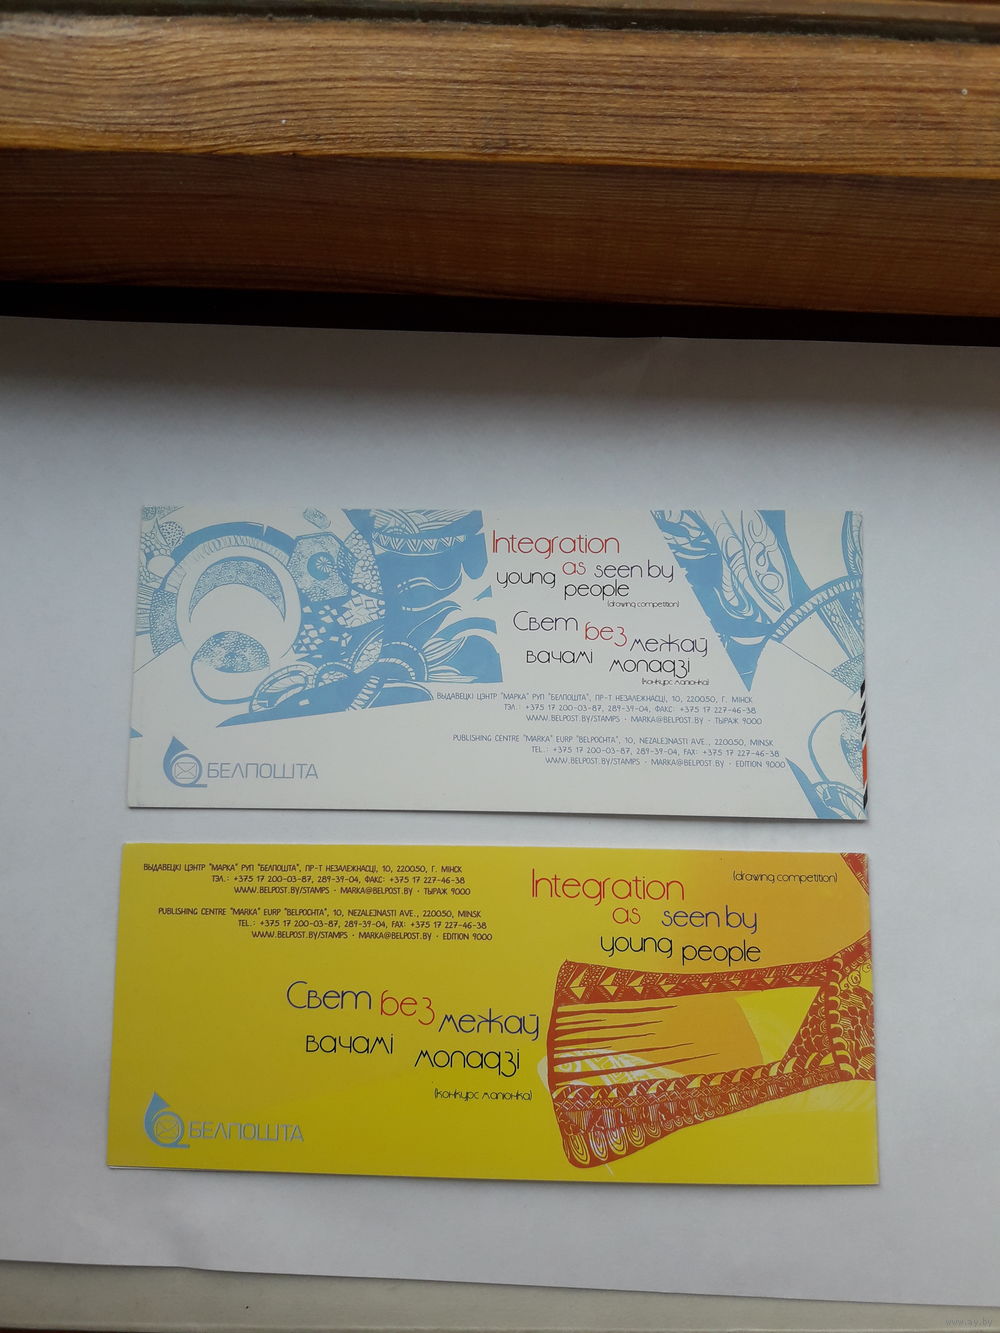 Integration
as seen by
young people
(drawing competition)
Свет без межаў
вачамі моладзі
(конкурс малюнка)
ВЫДАВЕЦКІ ЦЭНТР "МАРКА" РУП "БЕЛПОШТА", ПР-Т НЕЗАЛЕЖНАСЦІ, 10, 220050, Г. МІНСК
ТЭЛ.: +375 17 200-03-87, 289-39-04, ФАКС: +375 17 227-46-38
WWW.BELPOST.BY/STAMPS · MARKA@BELPOST.BY · ТЫРАЖ 9000
PUBLISHING CENTRE "MARKA" EURP "BELPOCHTA", 10, NEZALEJNASTI AVE., 220050, MINSK
TEL.: +375 17 200-03-87, 289-39-04, FAX: +375 17 227-46-38
WWW.BELPOST.BY/STAMPS · MARKA@BELPOST.BY · EDITION 9000
БЕЛПОШТА
ВЫДАВЕЦКІ ЦЭНТР "МАРКА" РУП "БЕЛПОШТА", ПР-Т НЕЗАЛЕЖНАСЦІ, 10, 220050, Г. МІНСК
ТЭЛ.: +375 17 200-03-87, 289-39-04, ФАКС: +375 17 227-46-38
WWW.BELPOST.BY/STAMPS · MARKA@BELPOST.BY · ТЫРАЖ 9000
PUBLISHING CENTRE "MARKA" EURP "BELPOCHTA", 10, NEZALEJNASTI AVE., 220050, MINSK
TEL.: +375 17 200-03-87, 289-39-04, FAX: +375 17 227-46-38
WWW.BELPOST.BY/STAMPS · MARKA@BELPOST.BY · EDITION 9000
Integration
(drawing competition)
as seen by
young people
Свет без межаў
вачамі моладзі
(конкурс малюнка)
БЕЛПОШТА
www.ay.by